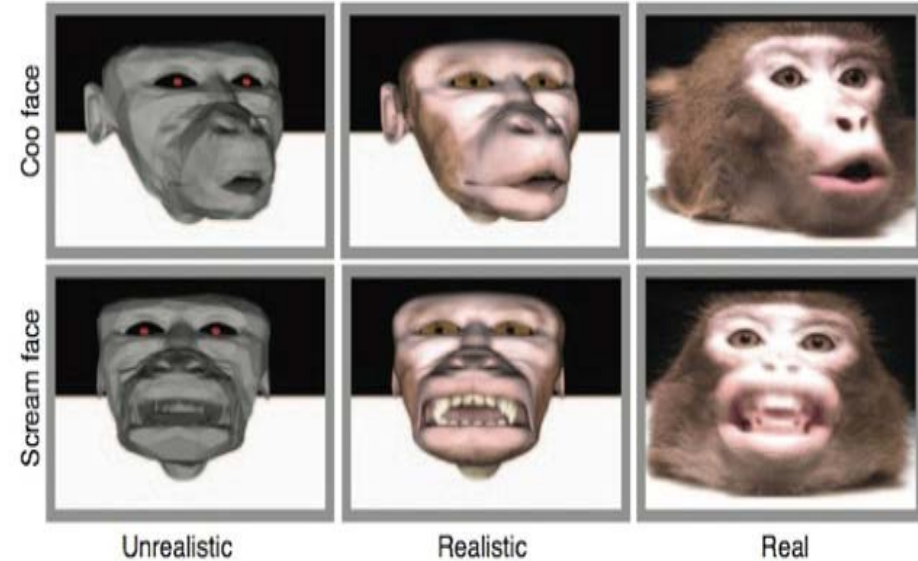 Coo face
Scream face
Unrealistic
Realistic
Real